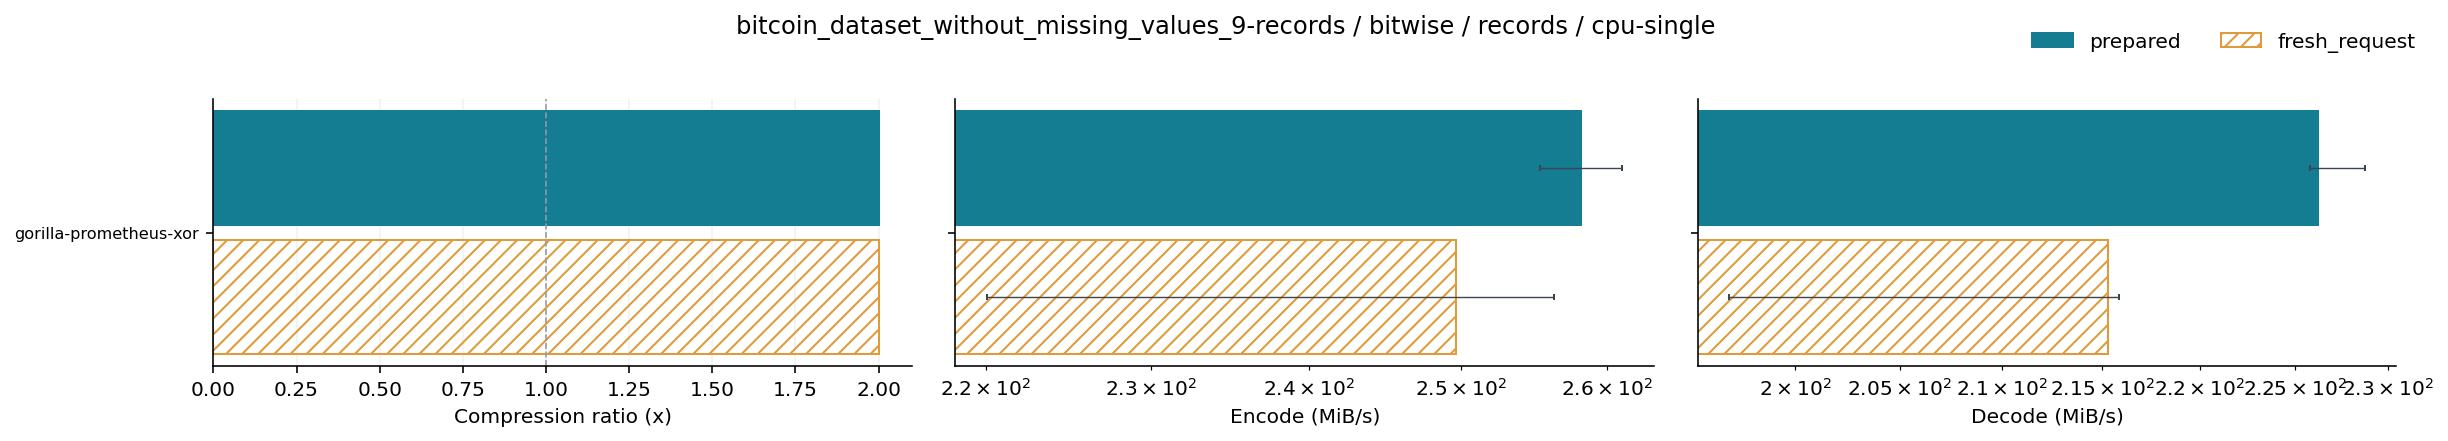 bitcoin_dataset_without_missing_values_9-records / bitwise / records / cpu-single
prepared fresh_request
gorilla-prometheus-xor
0.00 0.25 0.50 0.75 1.00 1.25 1.50 1.75 2.00
Compression ratio (x)
2.2 × 10² 2.3 × 10² 2.4 × 10² 2.5 × 10² 2.6 × 10²
Encode (MiB/s)
2 × 10² 2.05 × 10² 2.1 × 10² 2.15 × 10² 2.2 × 10² 2.25 × 10² 2.3 × 10²
Decode (MiB/s)